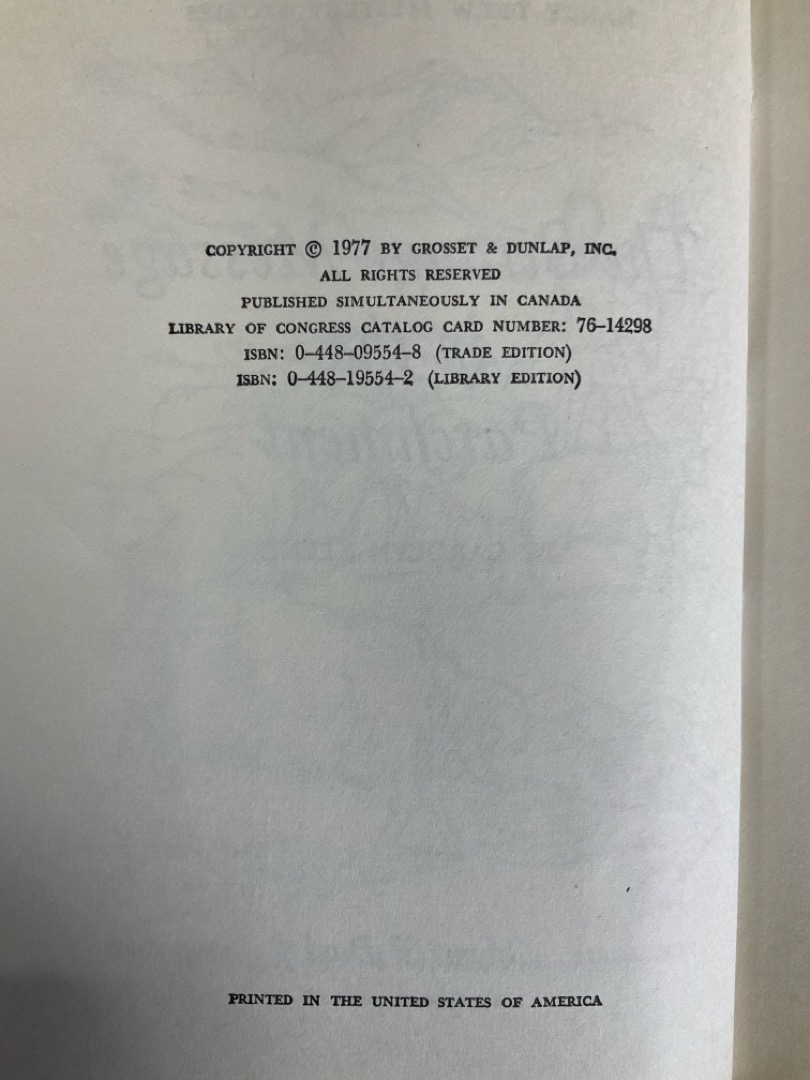 COPYRIGHT © 1977 BY GROSSET & DUNLAP, INC.
ALL RIGHTS RESERVED
PUBLISHED SIMULTANEOUSLY IN CANADA
LIBRARY OF CONGRESS CATALOG CARD NUMBER: 76–14298
ISBN: 0–448–09554–8 (TRADE EDITION)
ISBN: 0–448–19554–2 (LIBRARY EDITION)
PRINTED IN THE UNITED STATES OF AMERICA